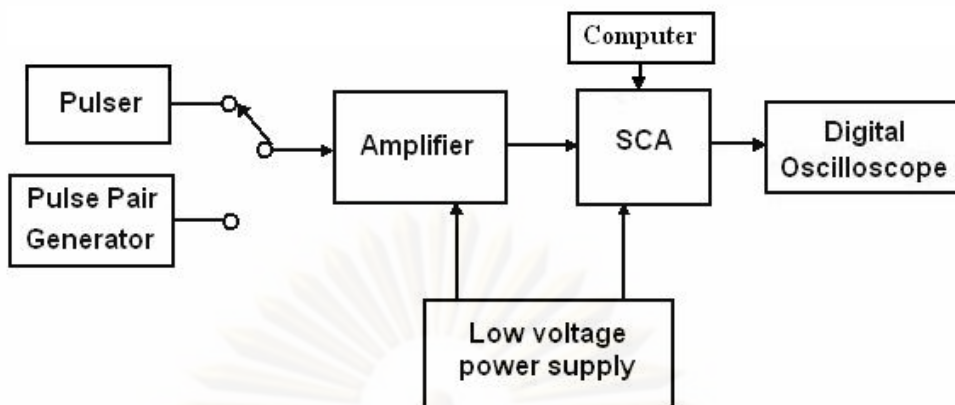 Computer
Pulser
Amplifier
SCA
Digital
Oscilloscope
Pulse Pair
Generator
Low voltage
power supply